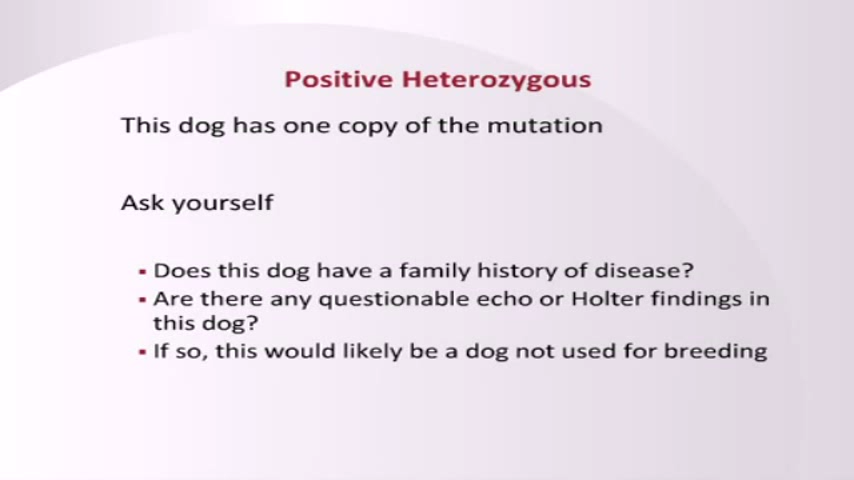 Positive Heterozygous
This dog has one copy of the mutation
Ask yourself
▪ Does this dog have a family history of disease?
▪ Are there any questionable echo or Holter findings in
this dog?
▪ If so, this would likely be a dog not used for breeding